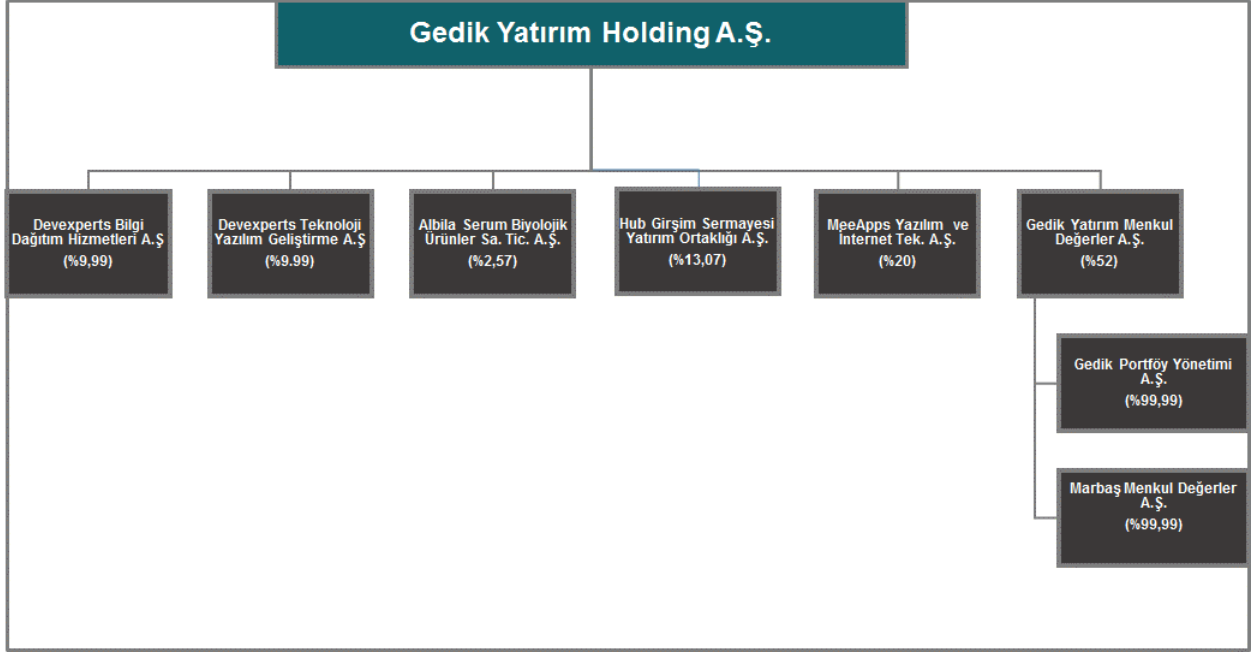 Gedik Yatırım Holding A.Ş.
Devexperts Bilgi
Dağıtım Hizmetleri A.Ş
(%9,99)
Devexperts Teknoloji
Yazılım Geliştirme A.Ş
(%9.99)
Albila Serum Biyolojik
Ürünler Sa. Tic. A.Ş.
(%2,57)
Hub Girşim Sermayesi
Yatırım Ortaklığı A.Ş.
(%13,07)
MeeApps Yazılım ve
İnternet Tek. A.Ş.
(%20)
Gedik Yatırım Menkul
Değerler A.Ş.
(%52)
Gedik Portföy Yönetimi
A.Ş.
(%99,99)
Marbaş Menkul Değerler
A.Ş.
(%99,99)